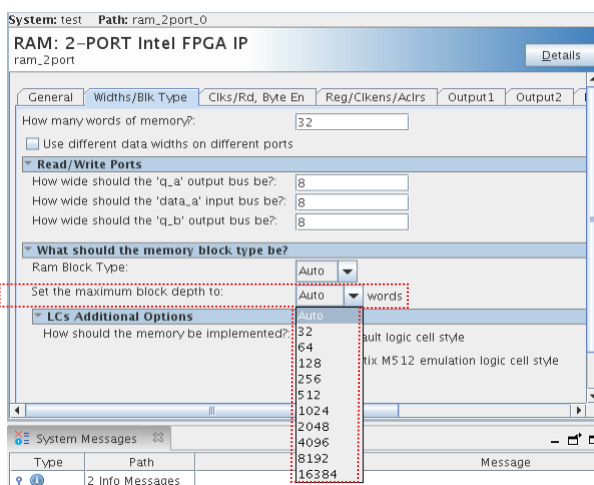 System: test Path: ram_2port_0
RAM: 2-PORT Intel FPGA IP
ram_2port
Details
General Widths/Blk Type Clks/Rd, Byte En Reg/Clkens/Aclrs Output1 Output2
How many words of memory?: 32
Use different data widths on different ports
Read/Write Ports
How wide should the 'q_a' output bus be?: 8
How wide should the 'data_a' input bus be?: 8
How wide should the 'q_b' output bus be?: 8
What should the memory block type be?
Ram Block Type: Auto
Set the maximum block depth to: Auto words
LCs Additional Options
Auto
How should the memory be implemented?:
32
ault logic cell style
64
128
tix M512 emulation logic cell style
256
512
1024
2048
4096
8192
16384
System Messages
Type Path Message
2 Info Messages